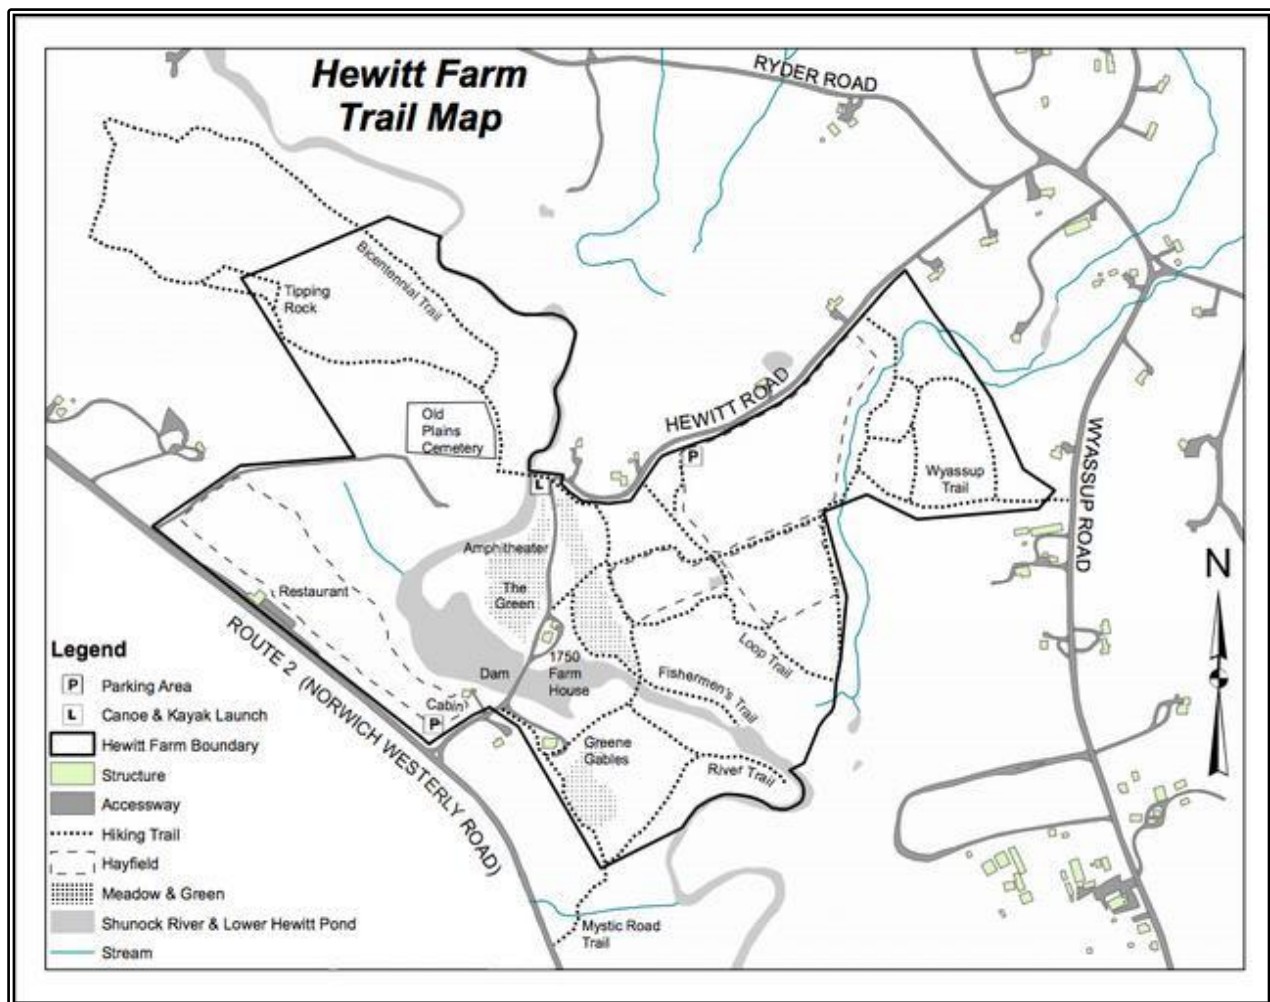 Hewitt Farm
Trail Map
RYDER ROAD
Bicentennial Trail
Tipping
Rock
HEWITT ROAD
Old
Plains
Cemetery
P
L
Wyassup
Trail
WYASSUP ROAD
Amphitheater
The
Green
Restaurant
N
ROUTE 2 (NORWICH WESTERLY ROAD)
1750
Farm
House
Dam
Loop Trail
Fishermen's Trail
Cabin
P
Greene
Gables
River Trail
Mystic Road
Trail
Legend
P Parking Area
L Canoe & Kayak Launch
Hewitt Farm Boundary
Structure
Accessway
Hiking Trail
Hayfield
Meadow & Green
Shunock River & Lower Hewitt Pond
Stream